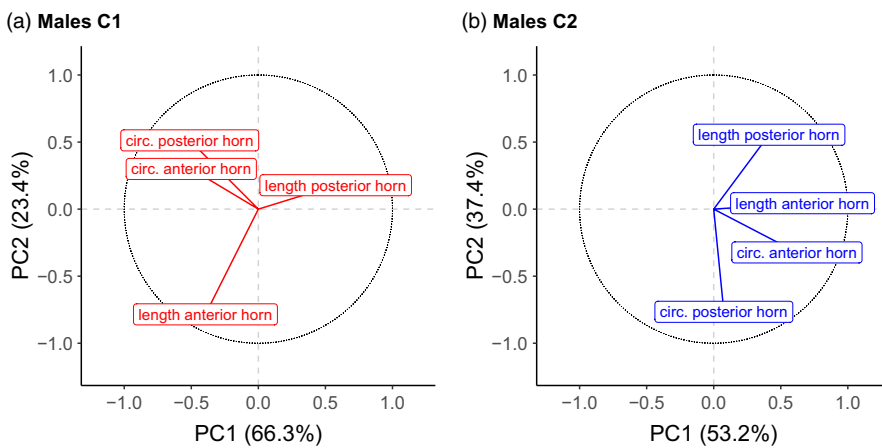 (a) Males C1
1.0
0.5
0.0
−0.5
−1.0
PC2 (23.4%)
circ. posterior horn
circ. anterior horn
length posterior horn
length anterior horn
−1.0 −0.5 0.0 0.5 1.0
PC1 (66.3%)
(b) Males C2
1.0
0.5
0.0
−0.5
−1.0
PC2 (37.4%)
length posterior horn
length anterior horn
circ. anterior horn
circ. posterior horn
−1.0 −0.5 0.0 0.5 1.0
PC1 (53.2%)